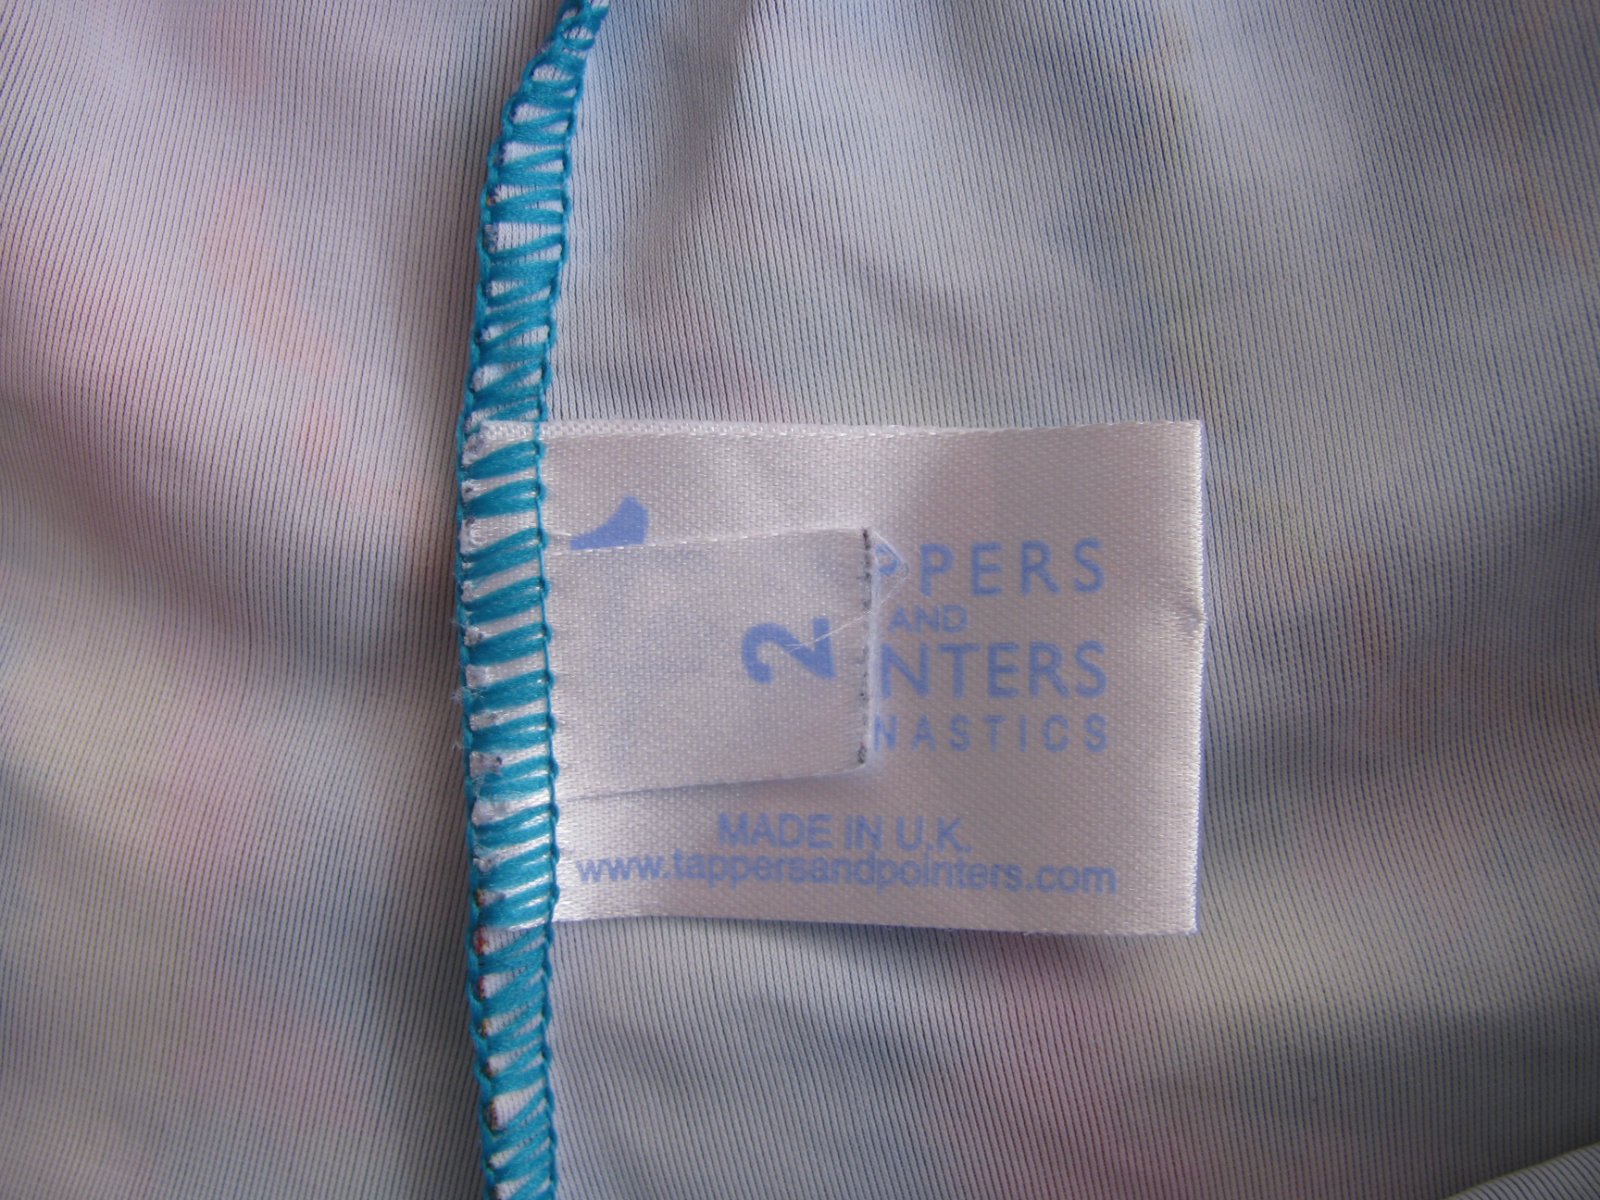 PPERS
AND
NTERS
NASTICS
2
MADE IN U.K.
www.tappersandpointers.com